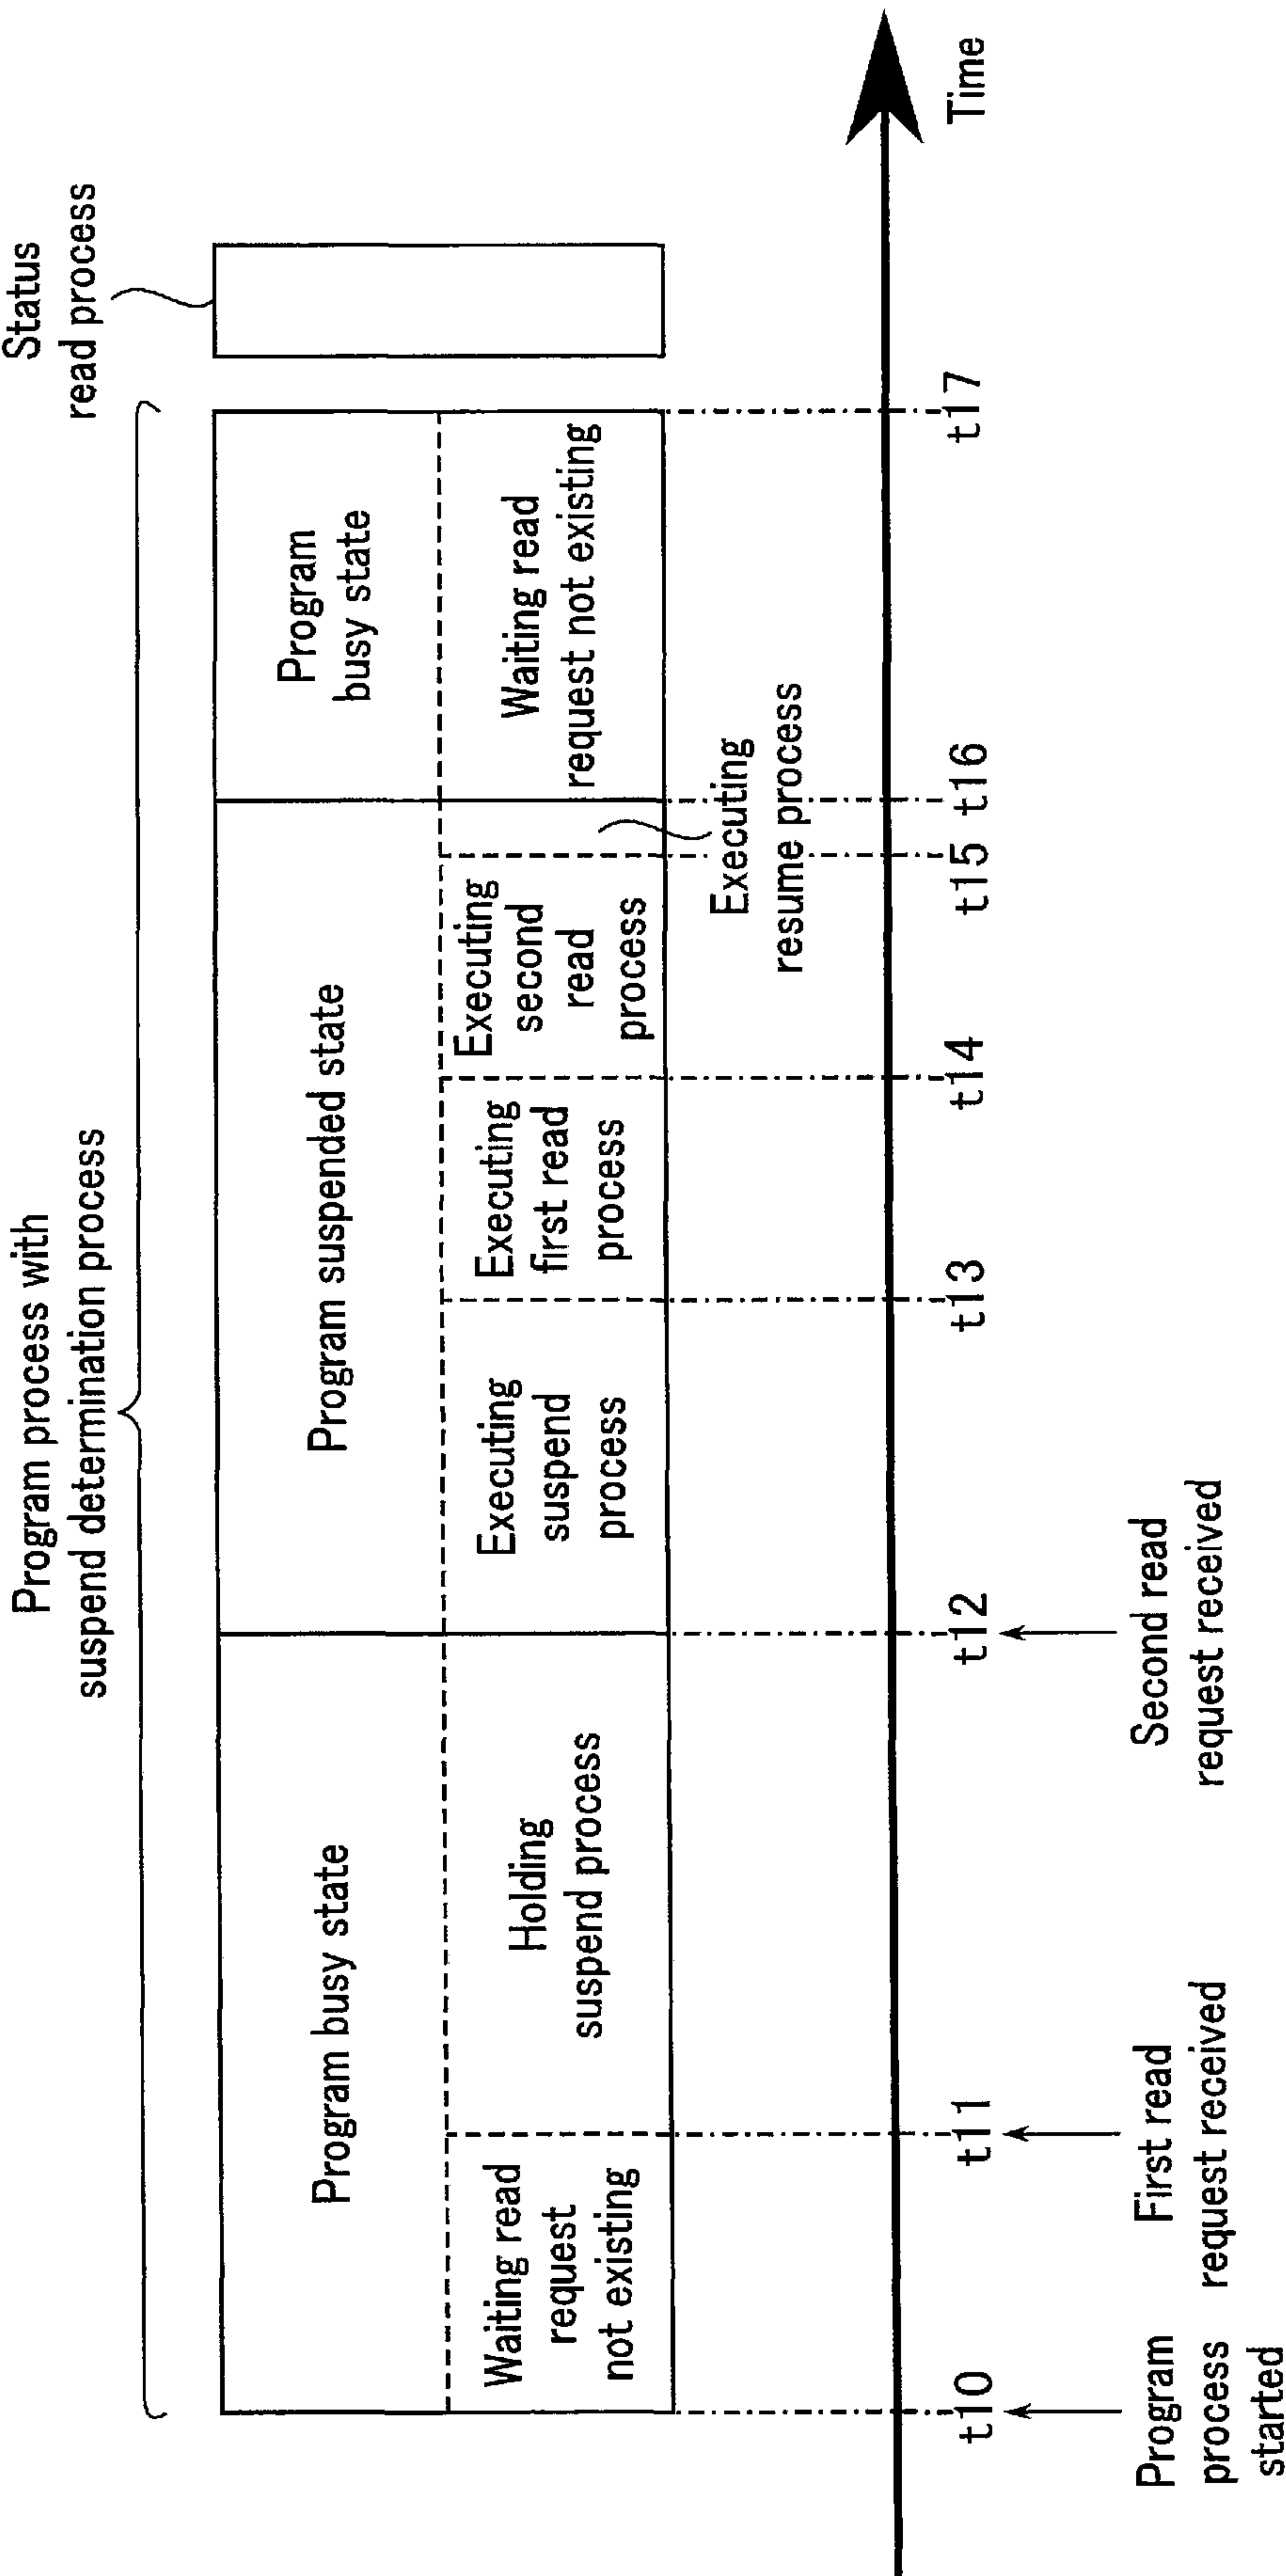 Program process with
suspend determination process
Status
read process
Program busy state
Program suspended state
Program
busy state
Waiting read
request
not existing
Holding
suspend process
Executing
suspend
process
Executing
first read
process
Executing
second
read
process
Waiting read
request not existing
Executing
resume process
t10
t11
t12
t13
t14
t15
t16
t17
Time
Program
process
started
First read
request received
Second read
request received